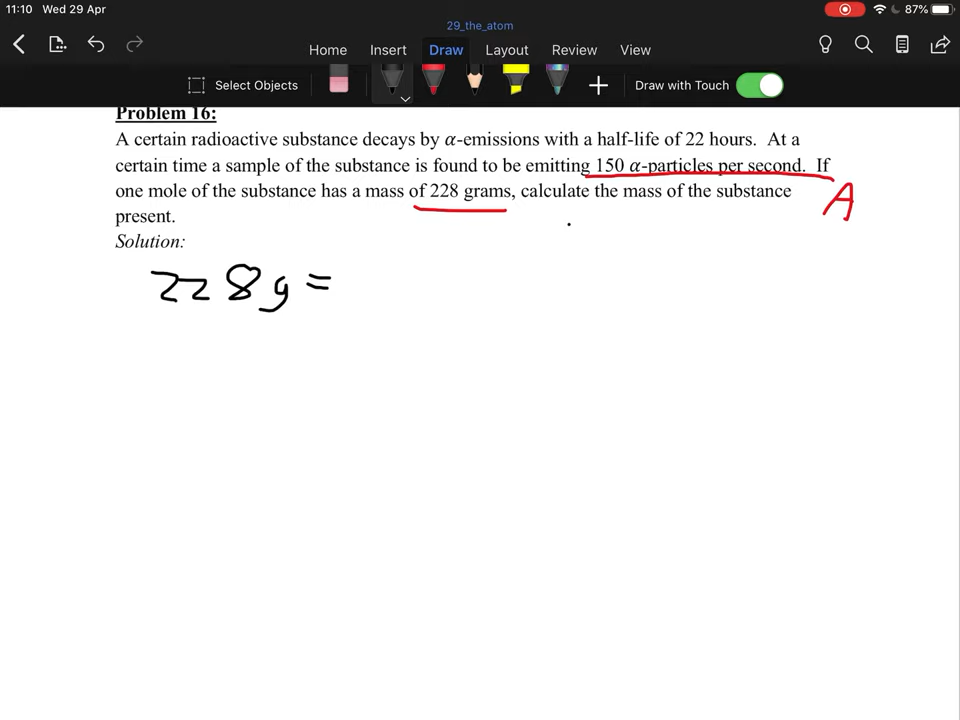 11:10 Wed 29 Apr 87%
29_the_atom
Home Insert Draw Layout Review View
Select Objects Draw with Touch
Problem 16:
A certain radioactive substance decays by α-emissions with a half-life of 22 hours. At a
certain time a sample of the substance is found to be emitting 150 α-particles per second. If
one mole of the substance has a mass of 228 grams, calculate the mass of the substance
present.
A
Solution:
228g =